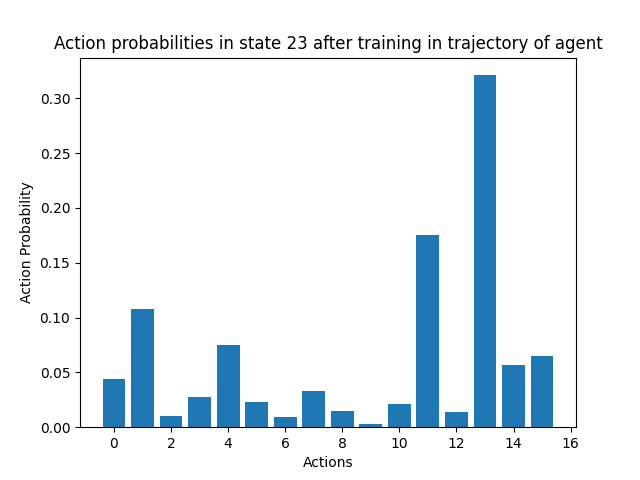 Action probabilities in state 23 after training in trajectory of agent
0.30
0.25
0.20
0.15
0.10
0.05
0.00
Action Probability
0 2 4 6 8 10 12 14 16
Actions